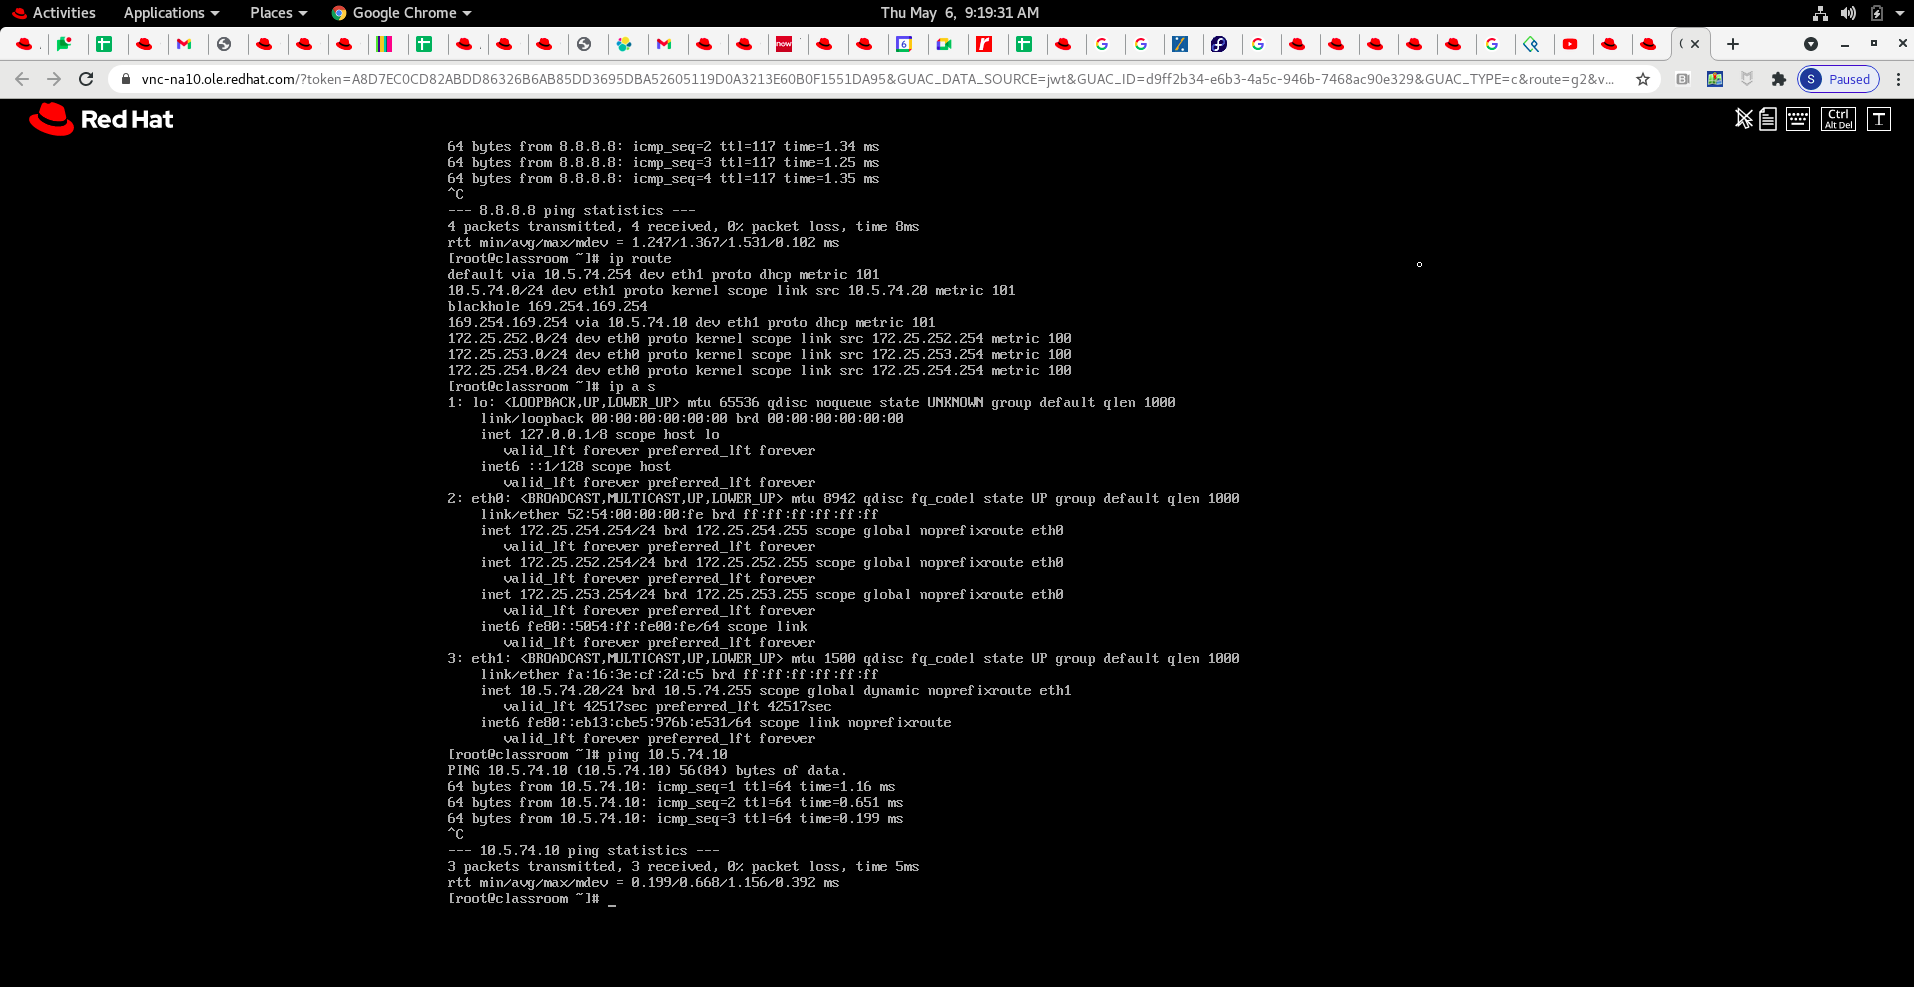 Activities Applications Places Google Chrome Thu May 6, 9:19:31 AM
now 6
vnc-na10.ole.redhat.com/?token=A8D7EC0CD82ABDD86326B6AB85DD3695DBA52605119D0A3213E60B0F1551DA95&GUAC_DATA_SOURCE=jwt&GUAC_ID=d9ff2b34-e6b3-4a5c-946b-7468ac90e329&GUAC_TYPE=c&route=g2&v... S Paused
Red Hat Ctrl Alt Del T
64 bytes from 8.8.8.8: icmp_seq=2 ttl=117 time=1.34 ms
64 bytes from 8.8.8.8: icmp_seq=3 ttl=117 time=1.25 ms
64 bytes from 8.8.8.8: icmp_seq=4 ttl=117 time=1.35 ms
^C
--- 8.8.8.8 ping statistics ---
4 packets transmitted, 4 received, 0% packet loss, time 8ms
rtt min/avg/max/mdev = 1.247/1.367/1.531/0.102 ms
[root@classroom ~]# ip route
default via 10.5.74.254 dev eth1 proto dhcp metric 101
10.5.74.0/24 dev eth1 proto kernel scope link src 10.5.74.20 metric 101
blackhole 169.254.169.254
169.254.169.254 via 10.5.74.10 dev eth1 proto dhcp metric 101
172.25.252.0/24 dev eth0 proto kernel scope link src 172.25.252.254 metric 100
172.25.253.0/24 dev eth0 proto kernel scope link src 172.25.253.254 metric 100
172.25.254.0/24 dev eth0 proto kernel scope link src 172.25.254.254 metric 100
[root@classroom ~]# ip a s
1: lo: <LOOPBACK,UP,LOWER_UP> mtu 65536 qdisc noqueue state UNKNOWN group default qlen 1000
link/loopback 00:00:00:00:00:00 brd 00:00:00:00:00:00
inet 127.0.0.1/8 scope host lo
valid_lft forever preferred_lft forever
inet6 ::1/128 scope host
valid_lft forever preferred_lft forever
2: eth0: <BROADCAST,MULTICAST,UP,LOWER_UP> mtu 8942 qdisc fq_codel state UP group default qlen 1000
link/ether 52:54:00:00:00:fe brd ff:ff:ff:ff:ff:ff
inet 172.25.254.254/24 brd 172.25.254.255 scope global noprefixroute eth0
valid_lft forever preferred_lft forever
inet 172.25.252.254/24 brd 172.25.252.255 scope global noprefixroute eth0
valid_lft forever preferred_lft forever
inet 172.25.253.254/24 brd 172.25.253.255 scope global noprefixroute eth0
valid_lft forever preferred_lft forever
inet6 fe80::5054:ff:fe00:fe/64 scope link
valid_lft forever preferred_lft forever
3: eth1: <BROADCAST,MULTICAST,UP,LOWER_UP> mtu 1500 qdisc fq_codel state UP group default qlen 1000
link/ether fa:16:3e:cf:2d:c5 brd ff:ff:ff:ff:ff:ff
inet 10.5.74.20/24 brd 10.5.74.255 scope global dynamic noprefixroute eth1
valid_lft 42517sec preferred_lft 42517sec
inet6 fe80::eb13:cbe5:976b:e531/64 scope link noprefixroute
valid_lft forever preferred_lft forever
[root@classroom ~]# ping 10.5.74.10
PING 10.5.74.10 (10.5.74.10) 56(84) bytes of data.
64 bytes from 10.5.74.10: icmp_seq=1 ttl=64 time=1.16 ms
64 bytes from 10.5.74.10: icmp_seq=2 ttl=64 time=0.651 ms
64 bytes from 10.5.74.10: icmp_seq=3 ttl=64 time=0.199 ms
^C
--- 10.5.74.10 ping statistics ---
3 packets transmitted, 3 received, 0% packet loss, time 5ms
rtt min/avg/max/mdev = 0.199/0.668/1.156/0.392 ms
[root@classroom ~]# _